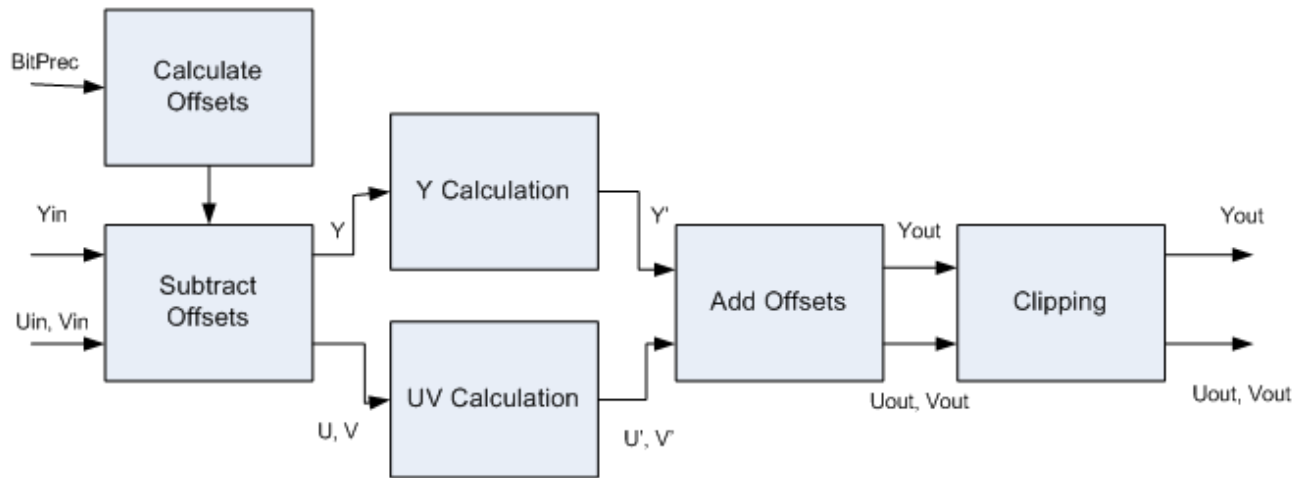 BitPrec
Calculate
Offsets
Yin
Uin, Vin
Subtract
Offsets
Y
U, V
Y Calculation
UV Calculation
Y'
U', V'
Add Offsets
Yout
Uout, Vout
Clipping
Yout
Uout, Vout